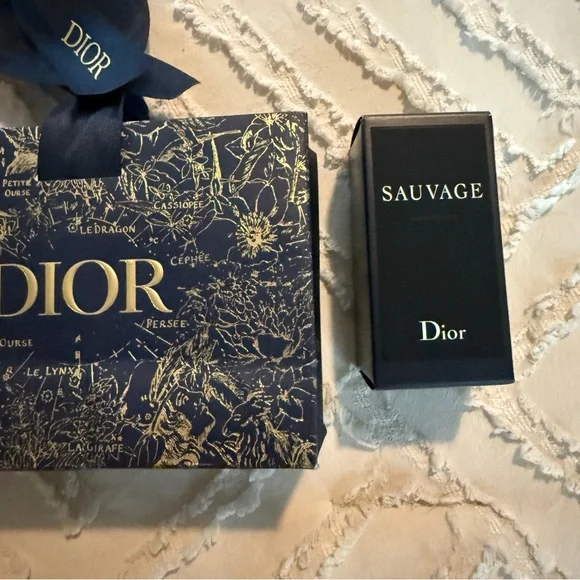 DIOR
PETITE
OURSE
CASSIOPÉE
LE DRAGON
CÉPHÉE
DIOR
PERSÉE
OURSE
LE LYNX
LA GIRAFE
SAUVAGE
Dior